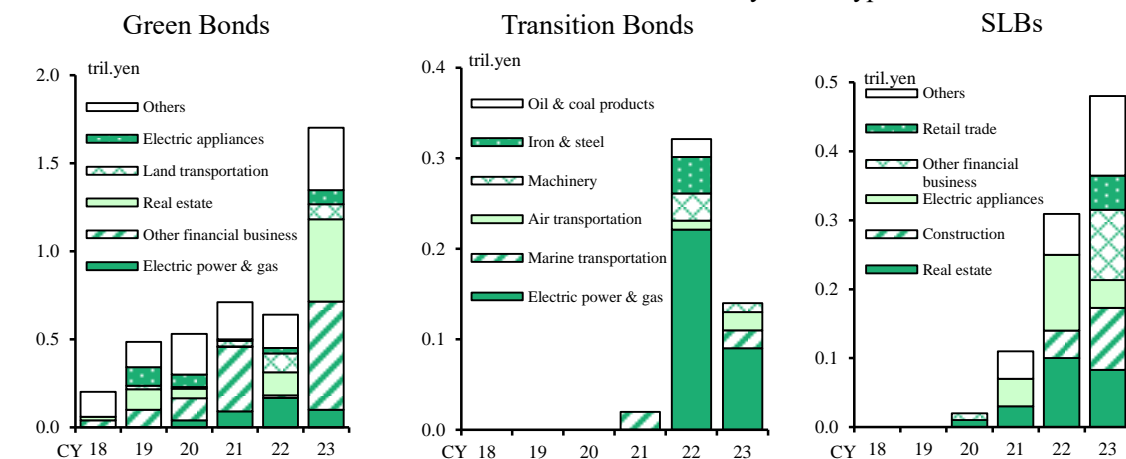 Green Bonds
tril.yen
2.0
1.5
1.0
0.5
0.0
Others
Electric appliances
Land transportation
Real estate
Other financial business
Electric power & gas
CY 18 19 20 21 22 23
Transition Bonds
tril.yen
0.4
0.3
0.2
0.1
0.0
Oil & coal products
Iron & steel
Machinery
Air transportation
Marine transportation
Electric power & gas
CY 18 19 20 21 22 23
SLBs
tril.yen
0.5
0.4
0.3
0.2
0.1
0.0
Others
Retail trade
Other financial
business
Electric appliances
Construction
Real estate
CY 18 19 20 21 22 23